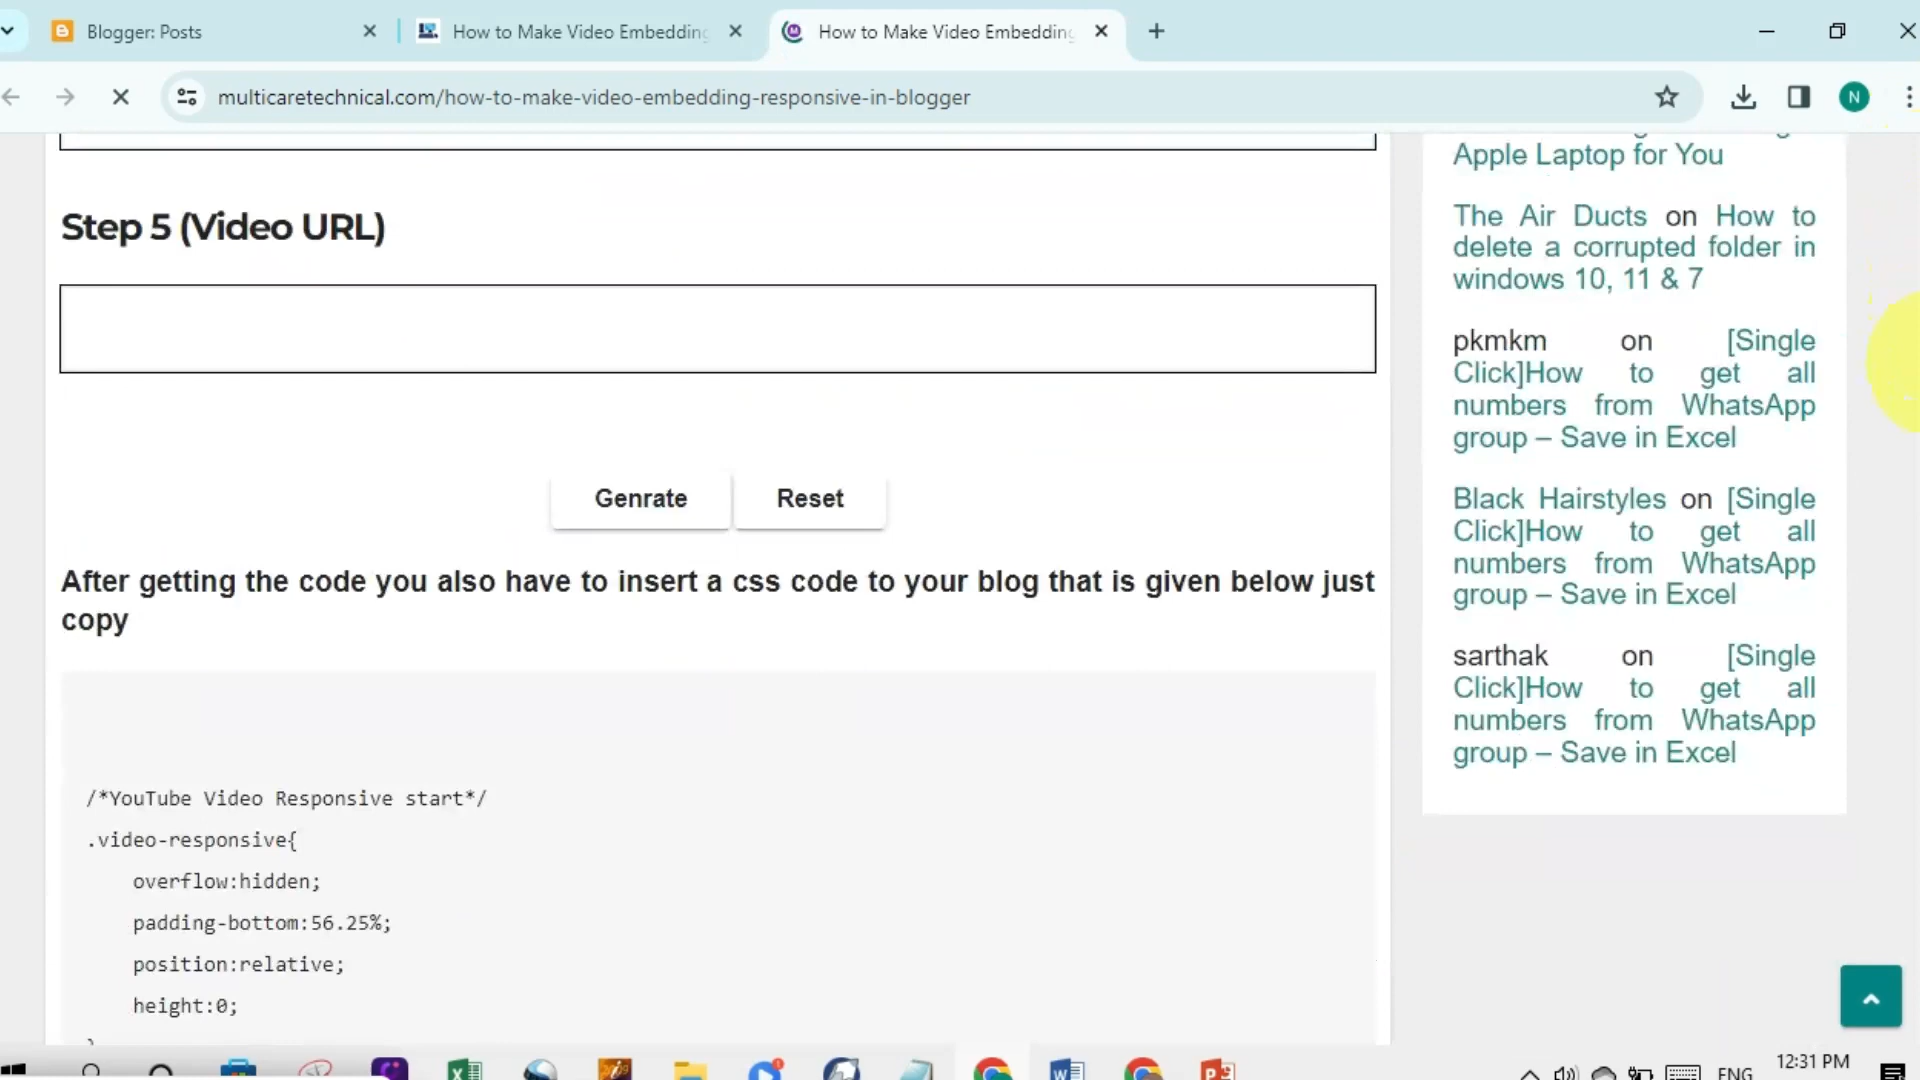 Blogger: Posts
How to Make Video Embedding
How to Make Video Embedding
multicaretechnical.com/how-to-make-video-embedding-responsive-in-blogger
N
Step 5 (Video URL)
Genrate
Reset
After getting the code you also have to insert a css code to your blog that is given below just
copy
/*YouTube Video Responsive start*/
.video-responsive{
overflow:hidden;
padding-bottom:56.25%;
position:relative;
height:0;
}
Apple Laptop for You
The Air Ducts on How to
delete a corrupted folder in
windows 10, 11 & 7
pkmkm on [Single
Click]How to get all
numbers from WhatsApp
group – Save in Excel
Black Hairstyles on [Single
Click]How to get all
numbers from WhatsApp
group – Save in Excel
sarthak on [Single
Click]How to get all
numbers from WhatsApp
group – Save in Excel
ENG
12:31 PM